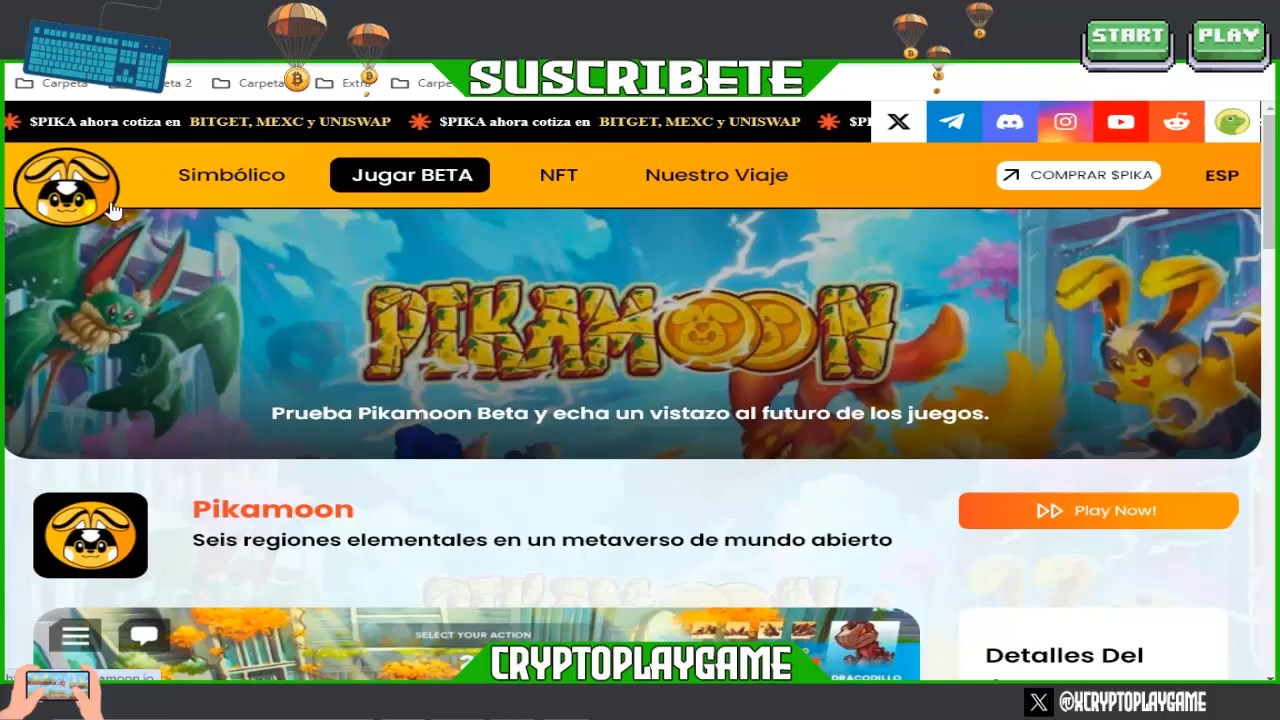 START PLAY
SUSCRIBETE
Carpeta
Carpeta
$PIKA ahora cotiza en BITGET, MEXC y UNISWAP
$PIKA ahora cotiza en BITGET, MEXC y UNISWAP
Simbólico
Jugar BETA
NFT
Nuestro Viaje
COMPRAR $PIKA
ESP
PIKAMOON
Prueba Pikamoon Beta y echa un vistazo al futuro de los juegos.
Pikamoon
Seis regiones elementales en un metaverso de mundo abierto
Play Now!
SELECT YOUR ACTION
DRACODILLO
Detalles Del
CRYPTOPLAYGAME
@XCRYPTOPLAYGAME